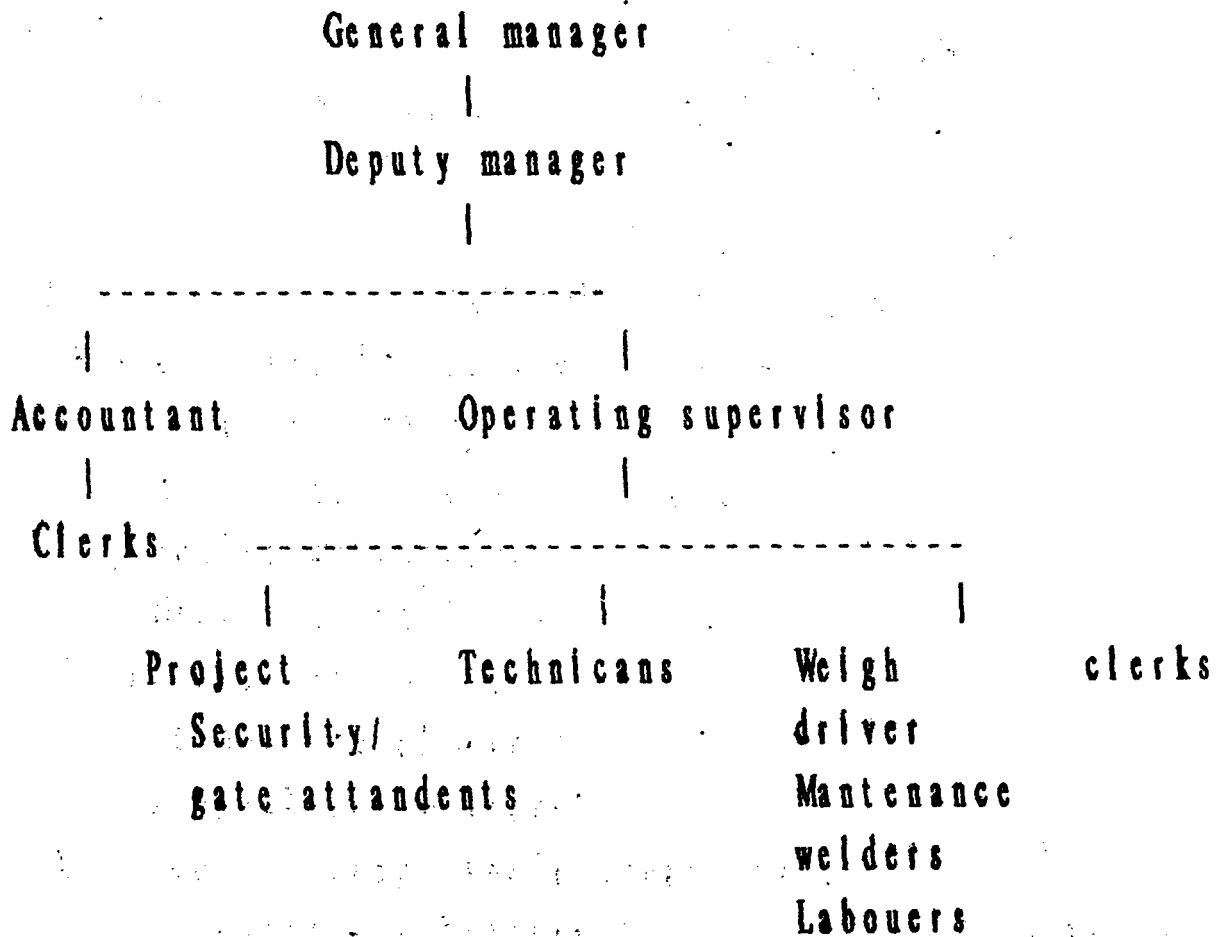 General manager
Deputy manager
Accountant Operating supervisor
Clerks
Project Technicans Weigh clerks
Security/ driver
gate attandents Mantenance
welders
Labouers